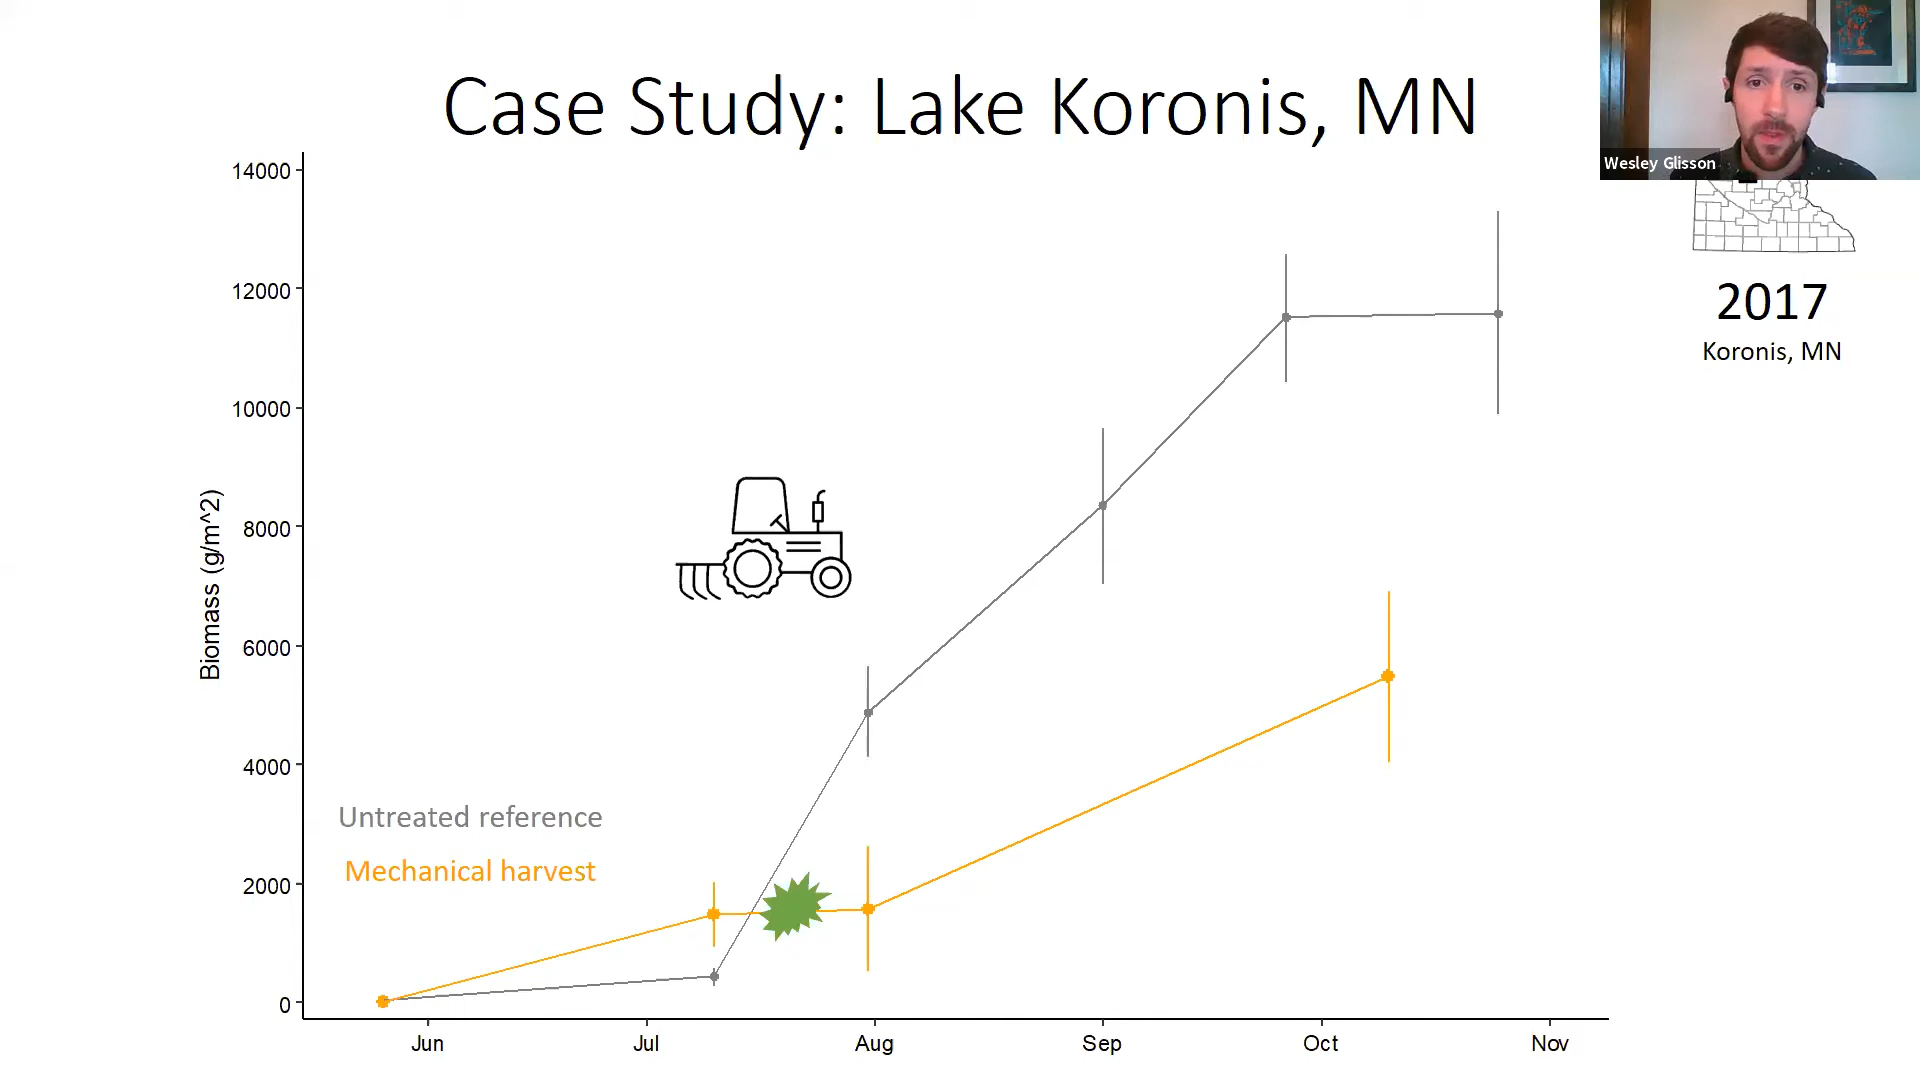 Case Study: Lake Koronis, MN
Wesley Glisson
2017
Koronis, MN
14000
12000
10000
8000
6000
4000
2000
0
Biomass (g/m^2)
Untreated reference
Mechanical harvest
Jun
Jul
Aug
Sep
Oct
Nov